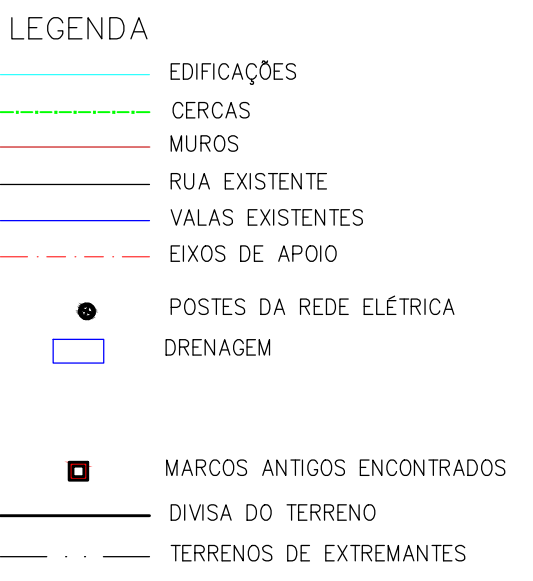 LEGENDA
EDIFICAÇÕES
CERCAS
MUROS
RUA EXISTENTE
VALAS EXISTENTES
EIXOS DE APOIO
POSTES DA REDE ELÉTRICA
DRENAGEM
MARCOS ANTIGOS ENCONTRADOS
DIVISA DO TERRENO
TERRENOS DE EXTREMANTES